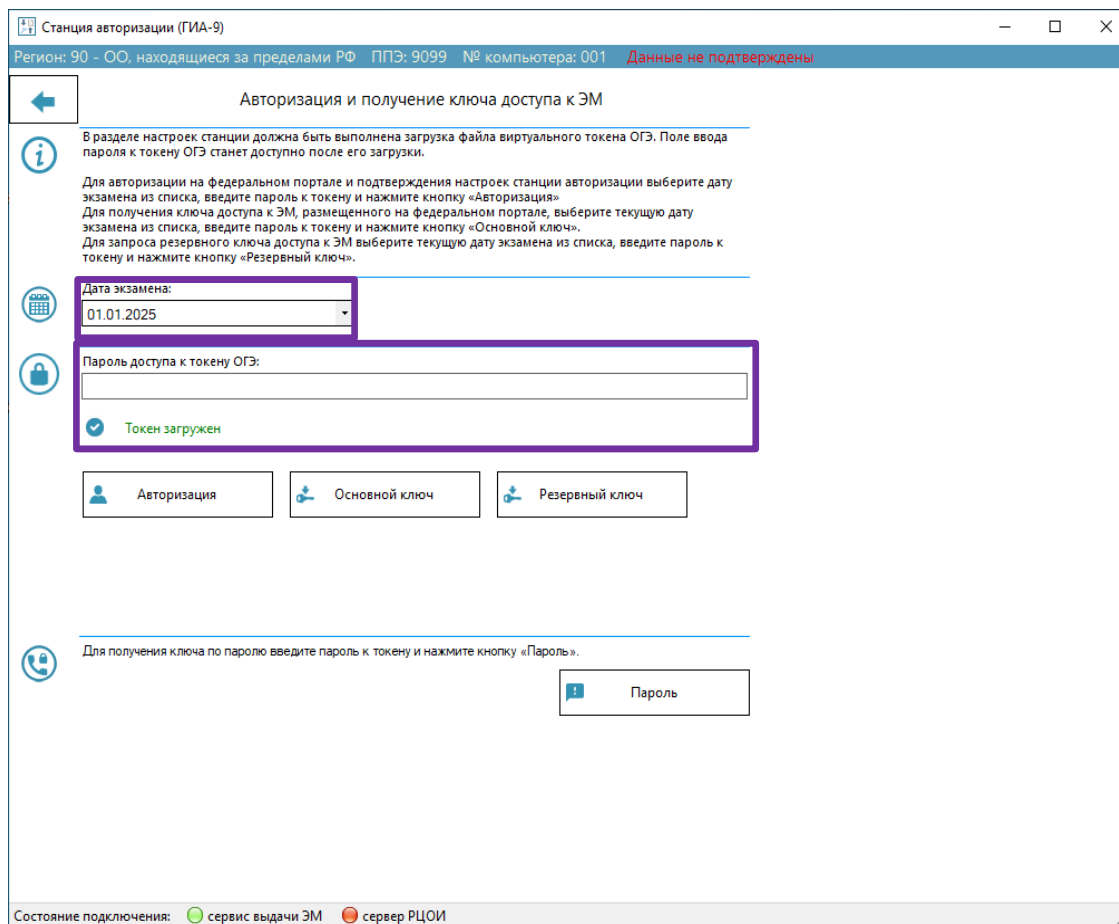 Станция авторизации (ГИА-9)
Регион: 90 - ОО, находящиеся за пределами РФ ППЭ: 9099 № компьютера: 001 Данные не подтверждены
Авторизация и получение ключа доступа к ЭМ
В разделе настроек станции должна быть выполнена загрузка файла виртуального токена ОГЭ. Поле ввода
пароля к токену ОГЭ станет доступно после его загрузки.
Для авторизации на федеральном портале и подтверждения настроек станции авторизации выберите дату
экзамена из списка, введите пароль к токену и нажмите кнопку «Авторизация»
Для получения ключа доступа к ЭМ, размещенного на федеральном портале, выберите текущую дату
экзамена из списка, введите пароль к токену и нажмите кнопку «Основной ключ».
Для запроса резервного ключа доступа к ЭМ выберите текущую дату экзамена из списка, введите пароль к
токену и нажмите кнопку «Резервный ключ».
Дата экзамена:
01.01.2025
Пароль доступа к токену ОГЭ:
Токен загружен
Авторизация Основной ключ Резервный ключ
Для получения ключа по паролю введите пароль к токену и нажмите кнопку «Пароль».
Пароль
Состояние подключения: сервис выдачи ЭМ сервер РЦОИ